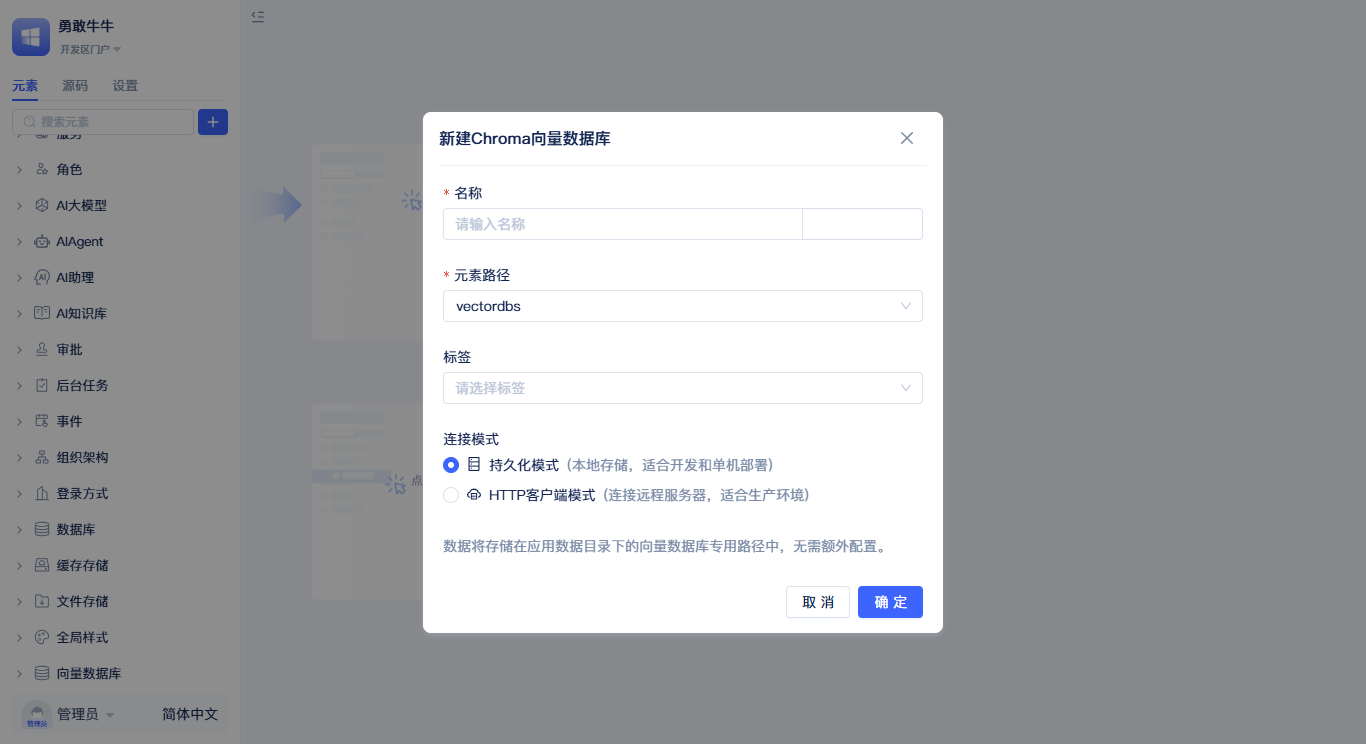 勇敢牛牛
开发区门户
元素 源码 设置
搜索元素
服务
角色
AI大模型
AIAgent
AI助理
AI知识库
审批
后台任务
事件
组织架构
登录方式
数据库
缓存存储
文件存储
全局样式
向量数据库
管理员
管理员 简体中文
点
新建Chroma向量数据库
* 名称
请输入名称
* 元素路径
vectordbs
标签
请选择标签
连接模式
持久化模式（本地存储，适合开发和单机部署）
HTTP客户端模式（连接远程服务器，适合生产环境）
数据将存储在应用数据目录下的向量数据库专用路径中，无需额外配置。
取 消 确 定